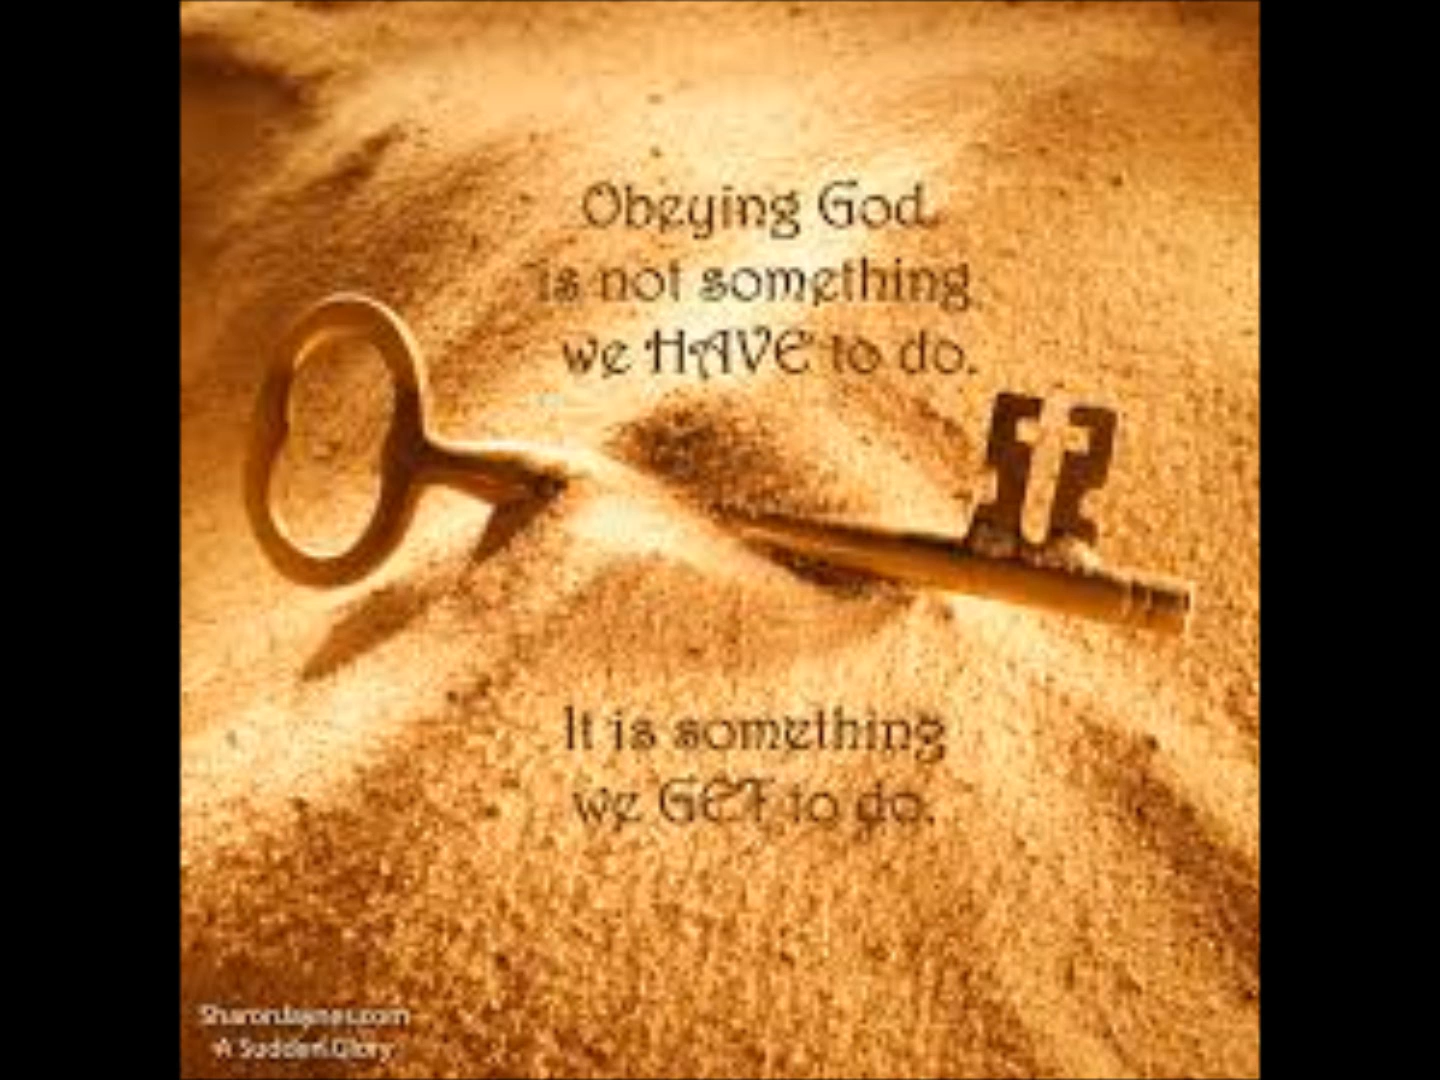 Obeying God
is not something
we HAVE to do.
It is something
we GET to do.
SharonJaynes.com
A Sudden Glory